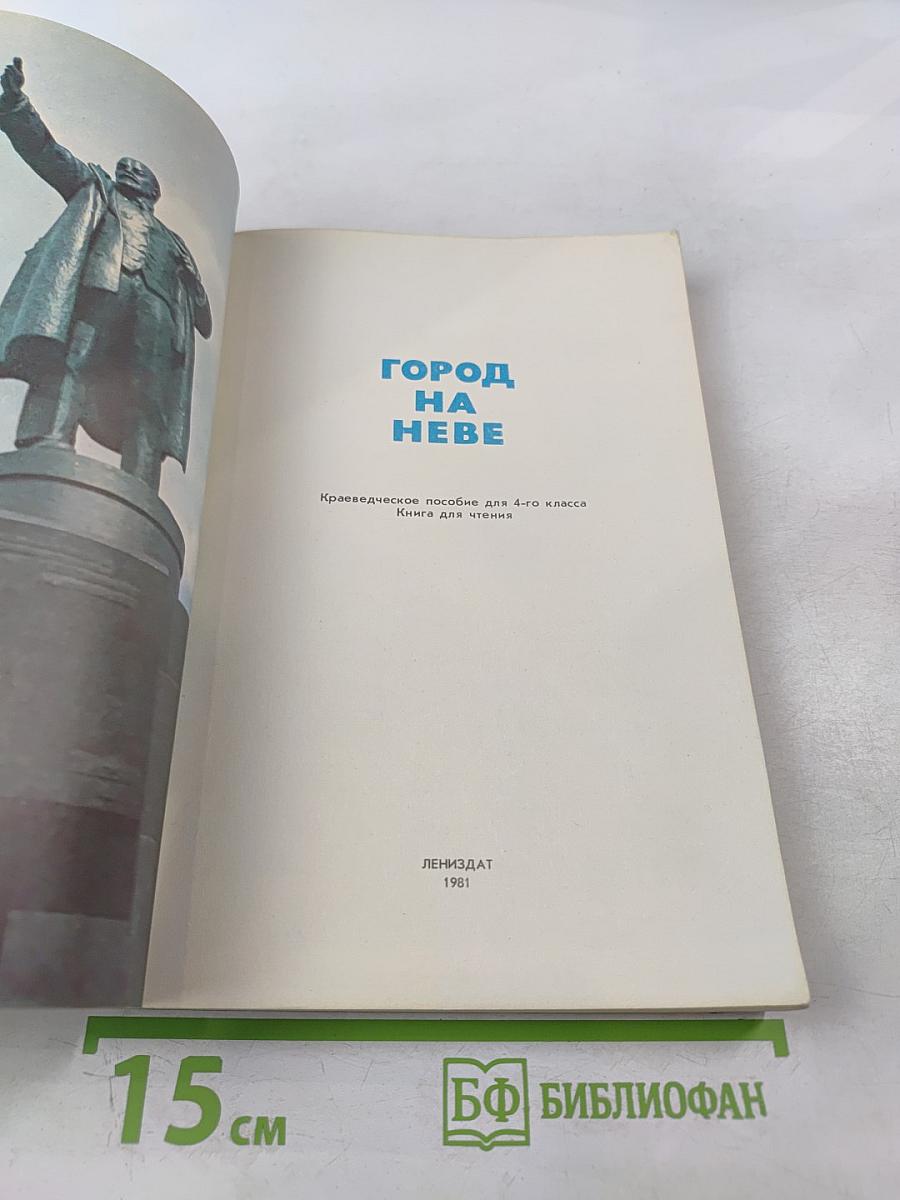 ГОРОД
НА
НЕВЕ
Краеведческое пособие для 4-го класса
Книга для чтения
ЛЕНИЗДАТ
1981
15 см
БФ БИБЛИОФАН